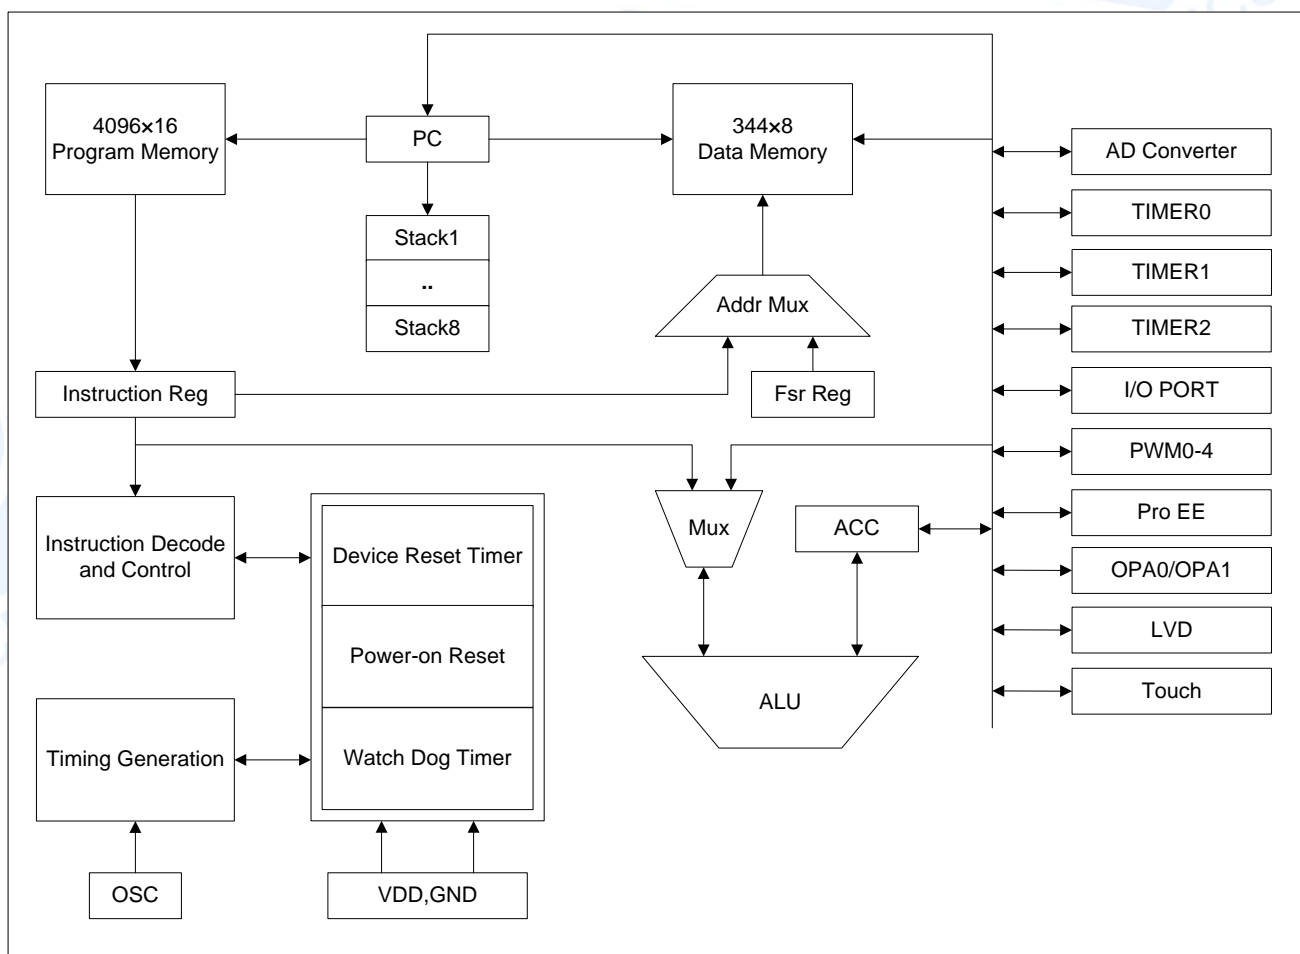 4096×16
Program Memory
PC
344×8
Data Memory
AD Converter
TIMER0
Stack1
..
Stack8
Addr Mux
TIMER1
TIMER2
Instruction Reg
Fsr Reg
I/O PORT
PWM0-4
Instruction Decode
and Control
Device Reset Timer
Mux
ACC
Pro EE
OPA0/OPA1
LVD
Power-on Reset
ALU
Touch
Timing Generation
Watch Dog Timer
OSC
VDD,GND